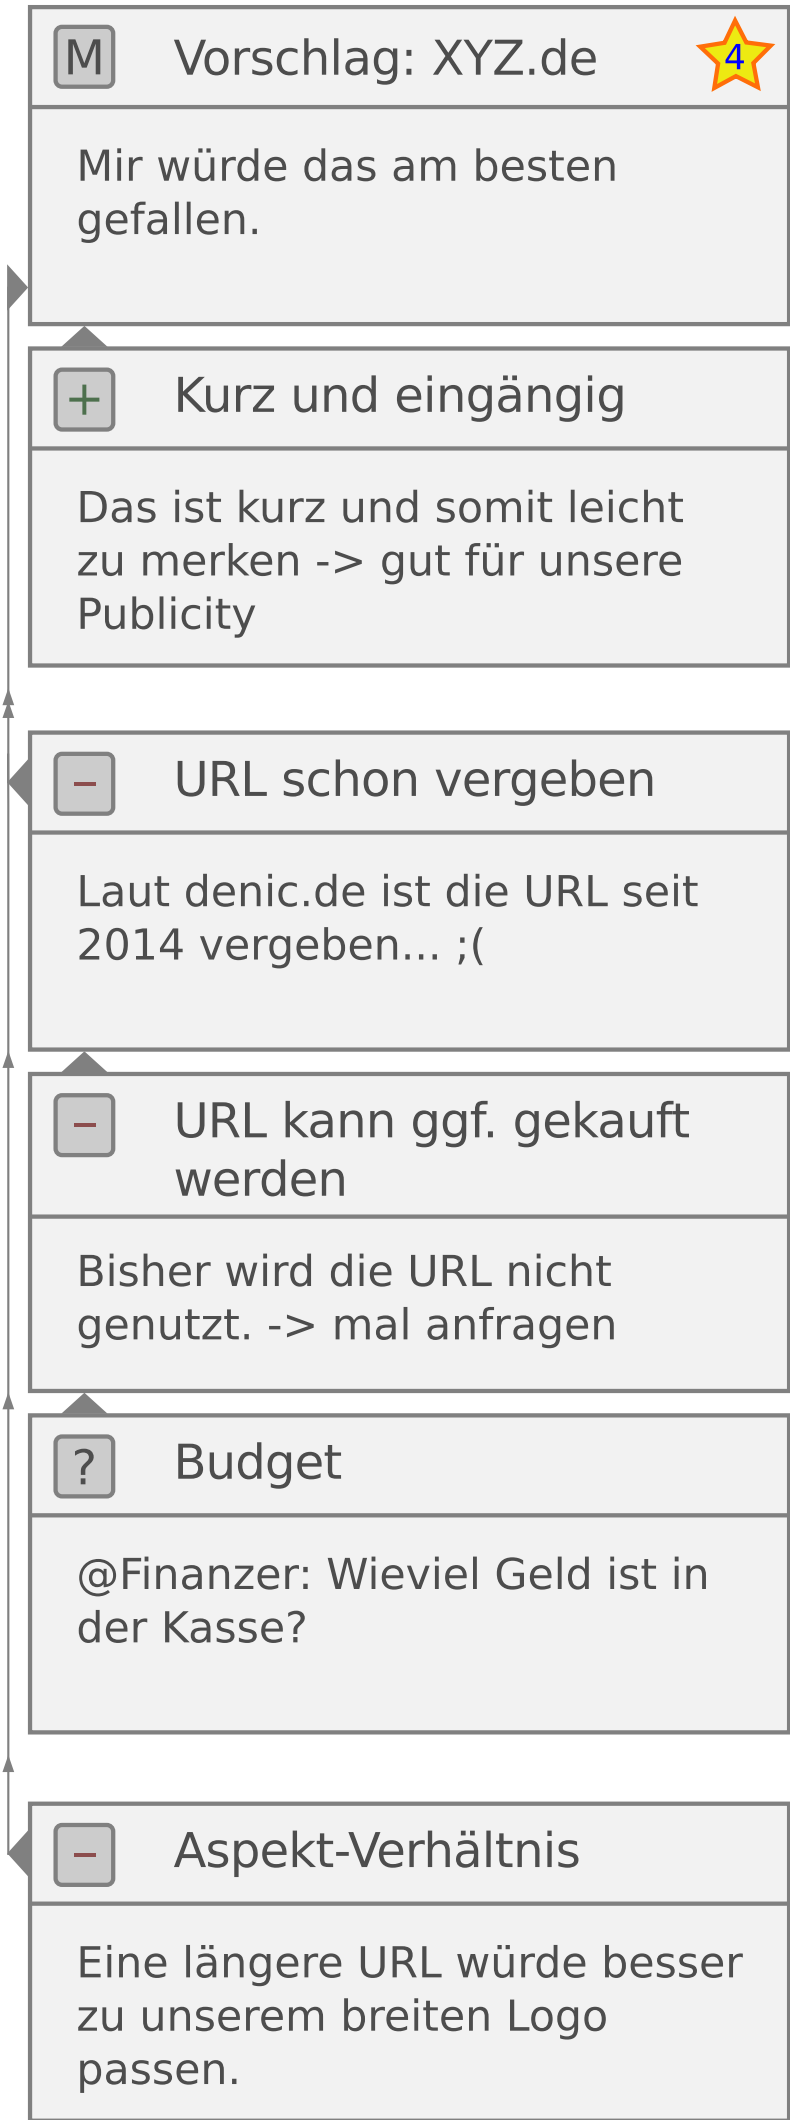 M Vorschlag: XYZ.de 4
Mir würde das am besten
gefallen.
+ Kurz und eingängig
Das ist kurz und somit leicht
zu merken -> gut für unsere
Publicity
– URL schon vergeben
Laut denic.de ist die URL seit
2014 vergeben... ;(
– URL kann ggf. gekauft
werden
Bisher wird die URL nicht
genutzt. -> mal anfragen
? Budget
@Finanzer: Wieviel Geld ist in
der Kasse?
– Aspekt-Verhältnis
Eine längere URL würde besser
zu unserem breiten Logo
passen.